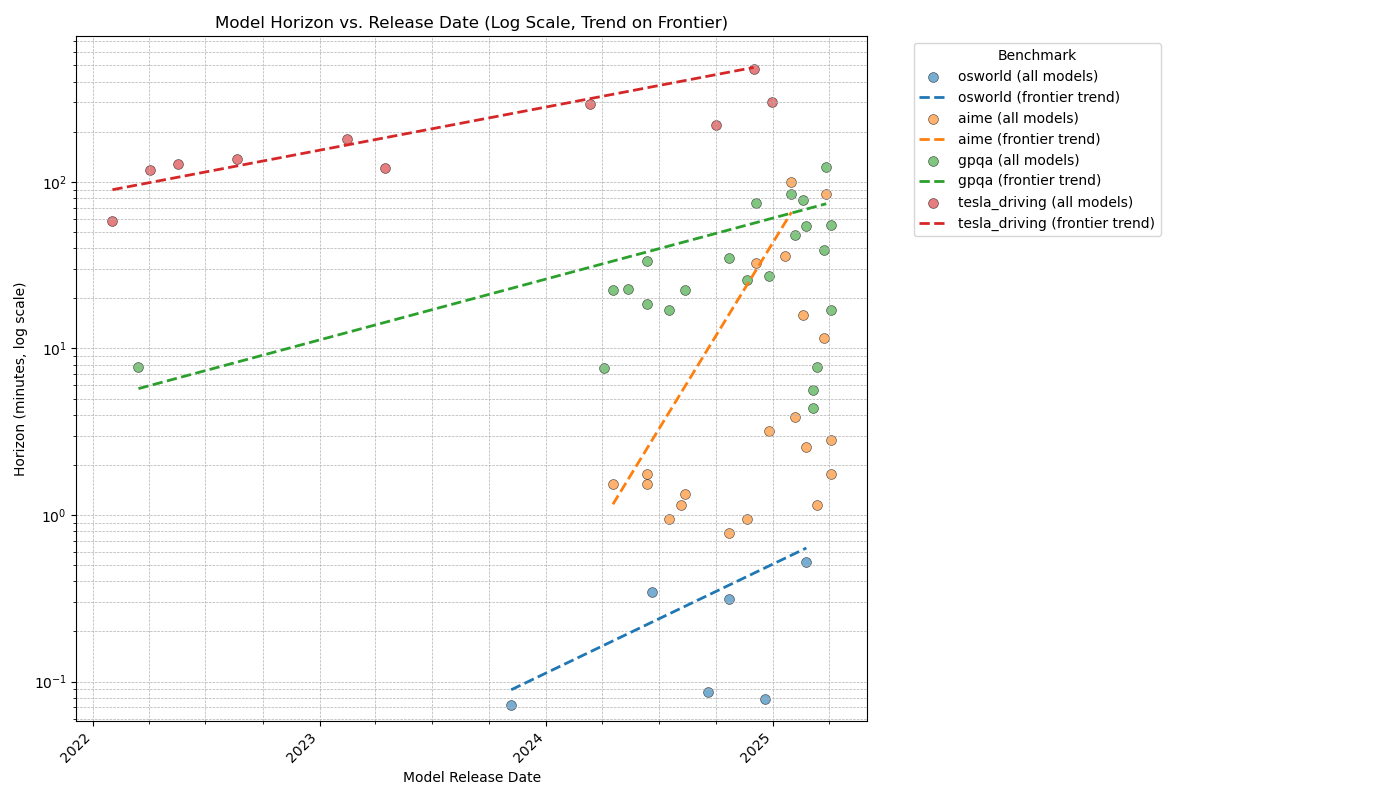 Model Horizon vs. Release Date (Log Scale, Trend on Frontier)
Horizon (minutes, log scale)
10²
10¹
10⁰
10⁻¹
2022
2023
2024
2025
Model Release Date
Benchmark
osworld (all models)
osworld (frontier trend)
aime (all models)
aime (frontier trend)
gpqa (all models)
gpqa (frontier trend)
tesla_driving (all models)
tesla_driving (frontier trend)